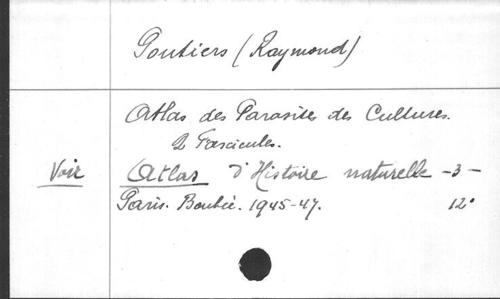 Poutiers (Raymond)
Atlas des Parasites des Cultures.
2 Fascicules.
Voir Atlas d'Histoire naturelle - 3 -
Paris. Boubée. 1945-47. 12°